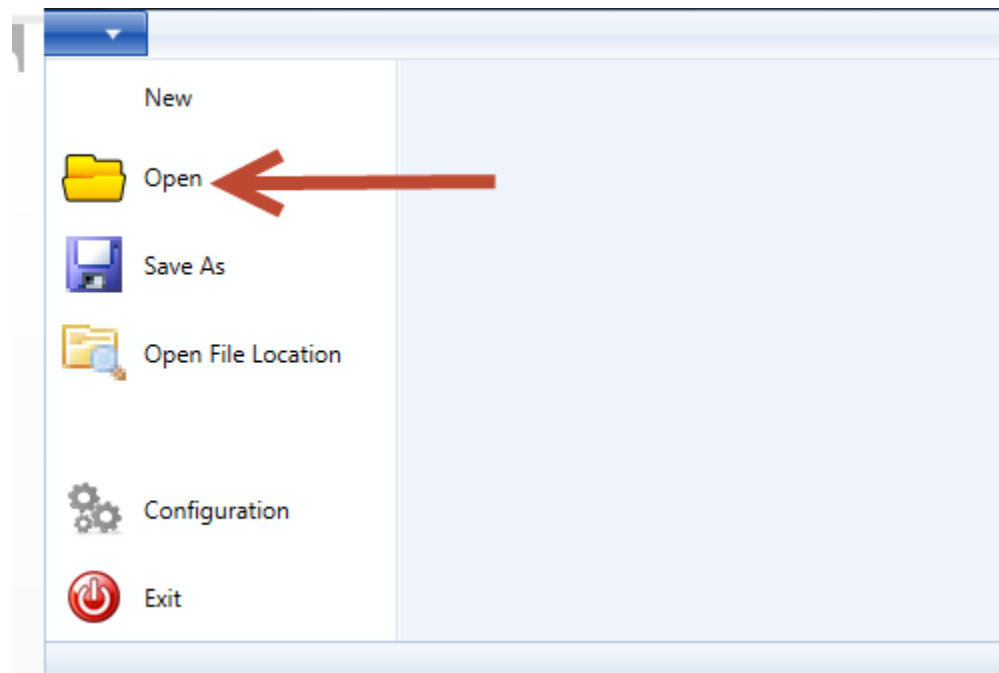 New
Open
Save As
Open File Location
Configuration
Exit